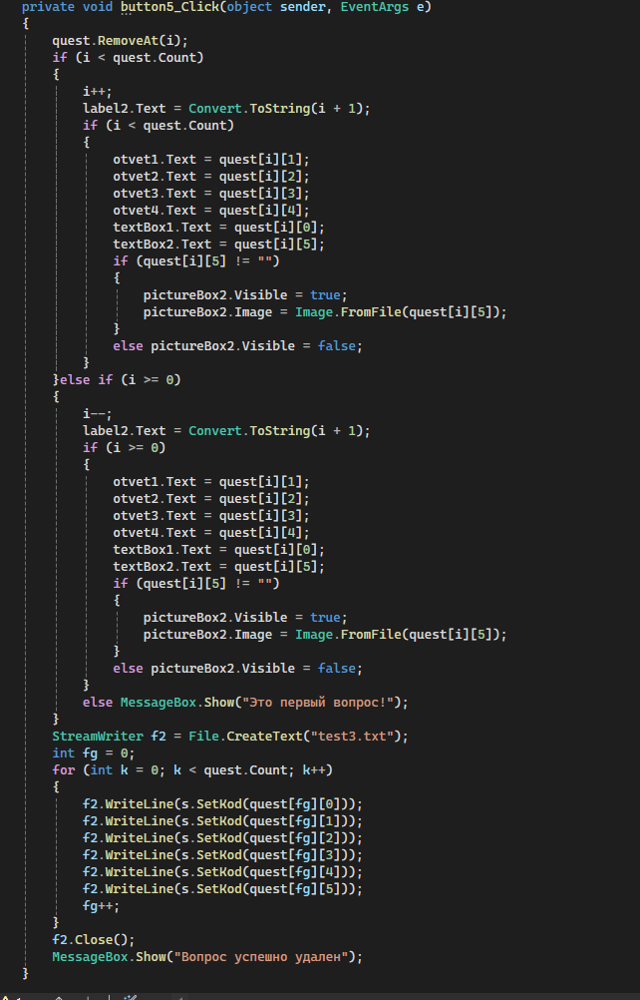 private void button5_Click(object sender, EventArgs e)
{
quest.RemoveAt(i);
if (i < quest.Count)
{
i++;
label2.Text = Convert.ToString(i + 1);
if (i < quest.Count)
{
otvet1.Text = quest[i][1];
otvet2.Text = quest[i][2];
otvet3.Text = quest[i][3];
otvet4.Text = quest[i][4];
textBox1.Text = quest[i][0];
textBox2.Text = quest[i][5];
if (quest[i][5] != "")
{
pictureBox2.Visible = true;
pictureBox2.Image = Image.FromFile(quest[i][5]);
}
else pictureBox2.Visible = false;
}
}else if (i >= 0)
{
i--;
label2.Text = Convert.ToString(i + 1);
if (i >= 0)
{
otvet1.Text = quest[i][1];
otvet2.Text = quest[i][2];
otvet3.Text = quest[i][3];
otvet4.Text = quest[i][4];
textBox1.Text = quest[i][0];
textBox2.Text = quest[i][5];
if (quest[i][5] != "")
{
pictureBox2.Visible = true;
pictureBox2.Image = Image.FromFile(quest[i][5]);
}
else pictureBox2.Visible = false;
}
else MessageBox.Show("Это первый вопрос!");
}
StreamWriter f2 = File.CreateText("test3.txt");
int fg = 0;
for (int k = 0; k < quest.Count; k++)
{
f2.WriteLine(s.SetKod(quest[fg][0]));
f2.WriteLine(s.SetKod(quest[fg][1]));
f2.WriteLine(s.SetKod(quest[fg][2]));
f2.WriteLine(s.SetKod(quest[fg][3]));
f2.WriteLine(s.SetKod(quest[fg][4]));
f2.WriteLine(s.SetKod(quest[fg][5]));
fg++;
}
f2.Close();
MessageBox.Show("Вопрос успешно удален");
}